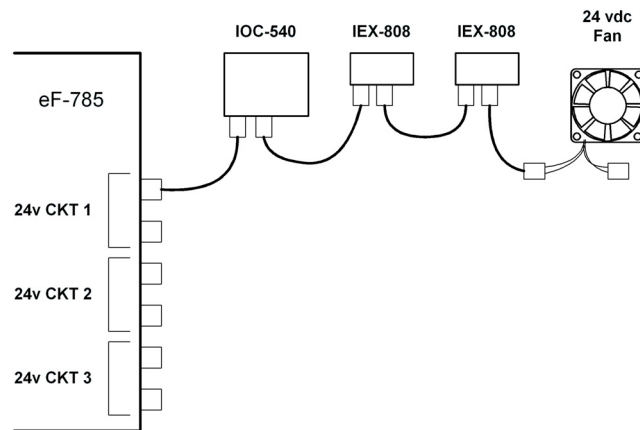 24 vdc
Fan
IOC-540
IEX-808
IEX-808
eF-785
24v CKT 1
24v CKT 2
24v CKT 3